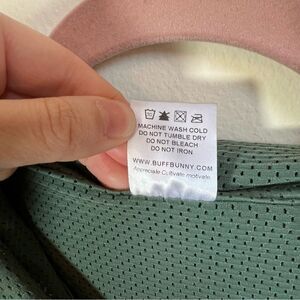 MACHINE WASH COLD
DO NOT TUMBLE DRY
DO NOT BLEACH
DO NOT IRON
WWW.BUFFBUNNY.COM
Appreciate Cultivate motivate